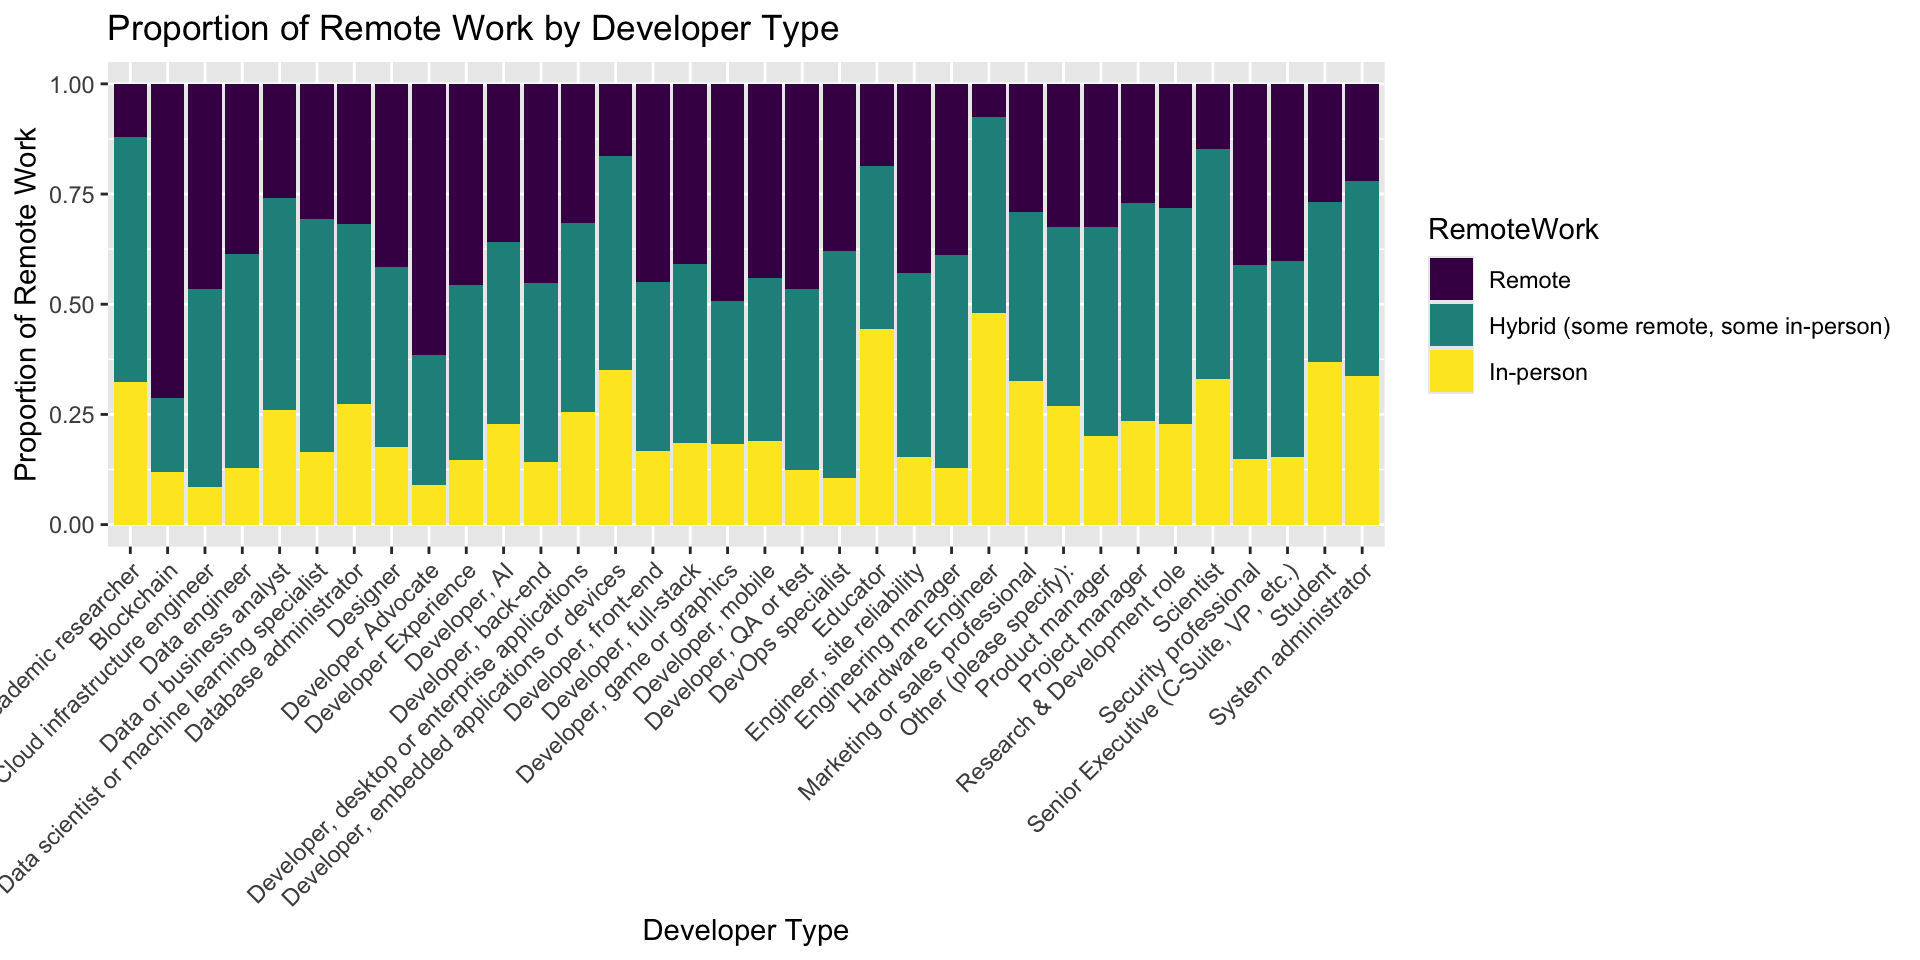 Proportion of Remote Work by Developer Type
Proportion of Remote Work
1.00
0.75
0.50
0.25
0.00
researcher
Blockchain
Cloud infrastructure engineer
Data engineer
Data or business analyst
Data scientist or machine learning specialist
Database administrator
Designer
Developer Advocate
Developer Experience
Developer, AI
Developer, back-end
Developer, desktop or enterprise applications
Developer, embedded applications or devices
Developer, front-end
Developer, full-stack
Developer, game or graphics
Developer, mobile
Developer, QA or test
DevOps specialist
Educator
Engineer, site reliability
Engineering manager
Hardware Engineer
Marketing or sales professional
Other (please specify):
Product manager
Project manager
Research & Development role
Scientist
Security professional
Senior Executive (C-Suite, VP, etc.)
Student
System administrator
Developer Type
RemoteWork
Remote
Hybrid (some remote, some in-person)
In-person